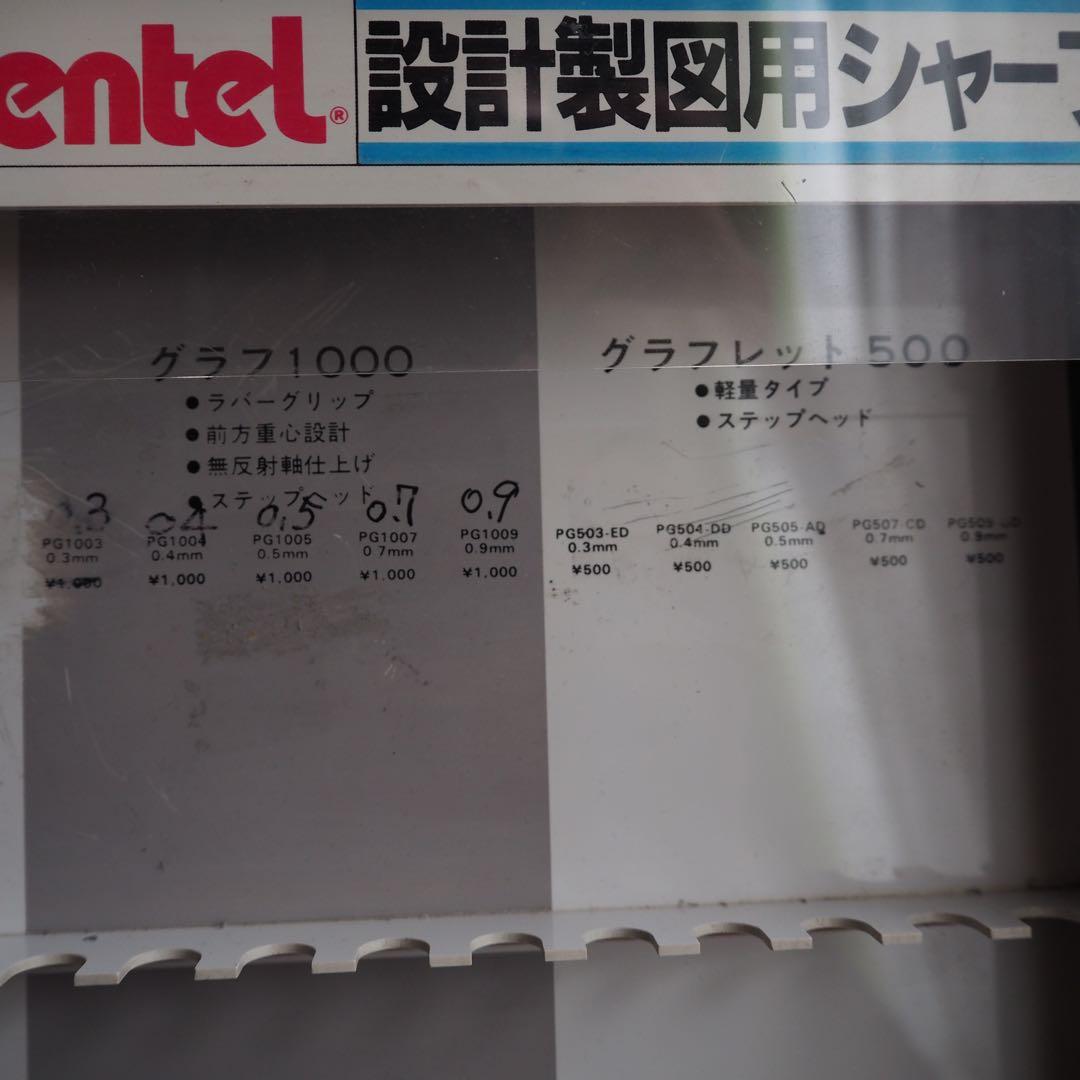 entel® 設計製図用シャー
グラフ1000
●ラバーグリップ
●前方重心設計
●無反射軸仕上げ
●ステップヘッド
0.3 0.4 0.5 0.7 0.9
PG1003 PG1004 PG1005 PG1007 PG1009
0.3mm 0.4mm 0.5mm 0.7mm 0.9mm
¥1,000 ¥1,000 ¥1,000 ¥1,000 ¥1,000
グラフレット500
●軽量タイプ
●ステップヘッド
PG503-ED PG504-DD PG505-AD PG507-CD
0.3mm 0.4mm 0.5mm 0.7mm 0.9mm
¥500 ¥500 ¥500 ¥500 ¥500